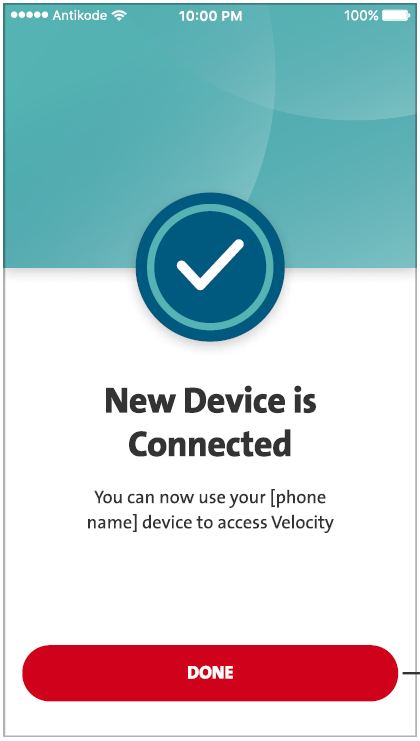 Antikode 10:00 PM 100%
New Device is
Connected
You can now use your [phone
name] device to access Velocity
DONE